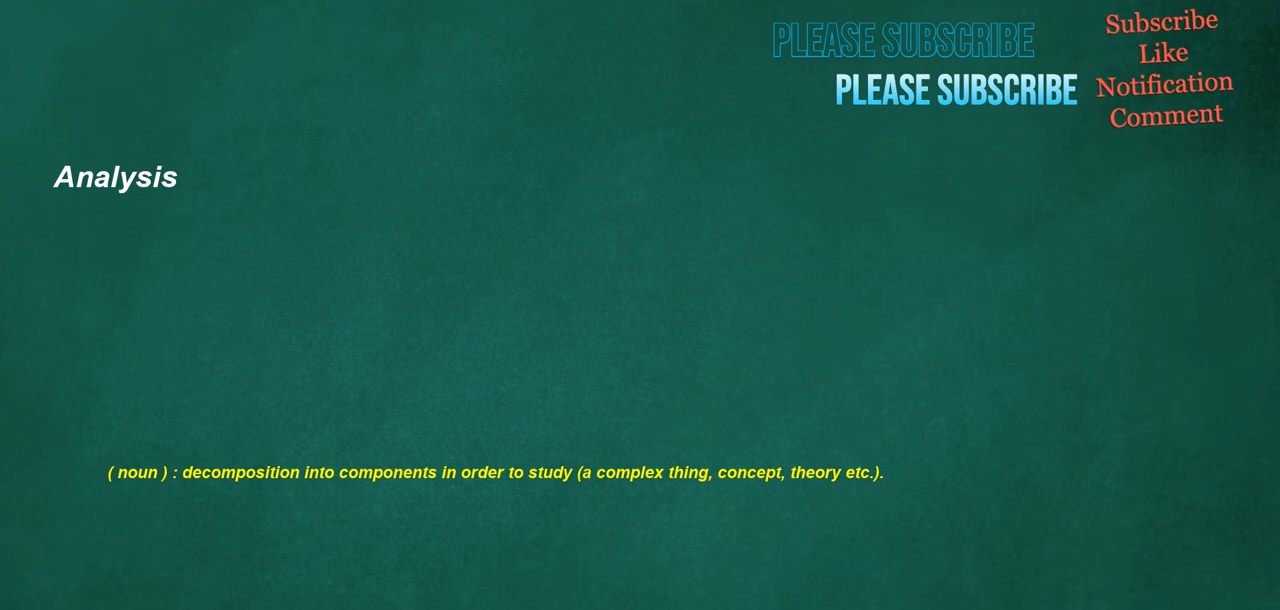 PLEASE SUBSCRIBE
PLEASE SUBSCRIBE
Subscribe
Like
Notification
Comment
Analysis
( noun ) : decomposition into components in order to study (a complex thing, concept, theory etc.).